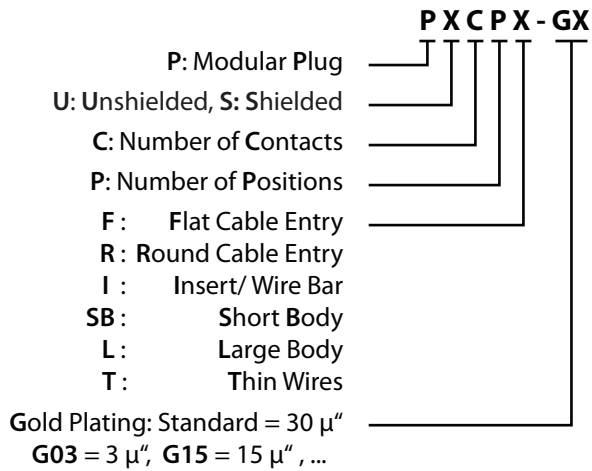 P X C P X - GX
P: Modular Plug
U: Unshielded, S: Shielded
C: Number of Contacts
P: Number of Positions
F : Flat Cable Entry
R : Round Cable Entry
I : Insert/ Wire Bar
SB : Short Body
L : Large Body
T : Thin Wires
Gold Plating: Standard = 30 µ“
G03 = 3 µ“, G15 = 15 µ“ , ...